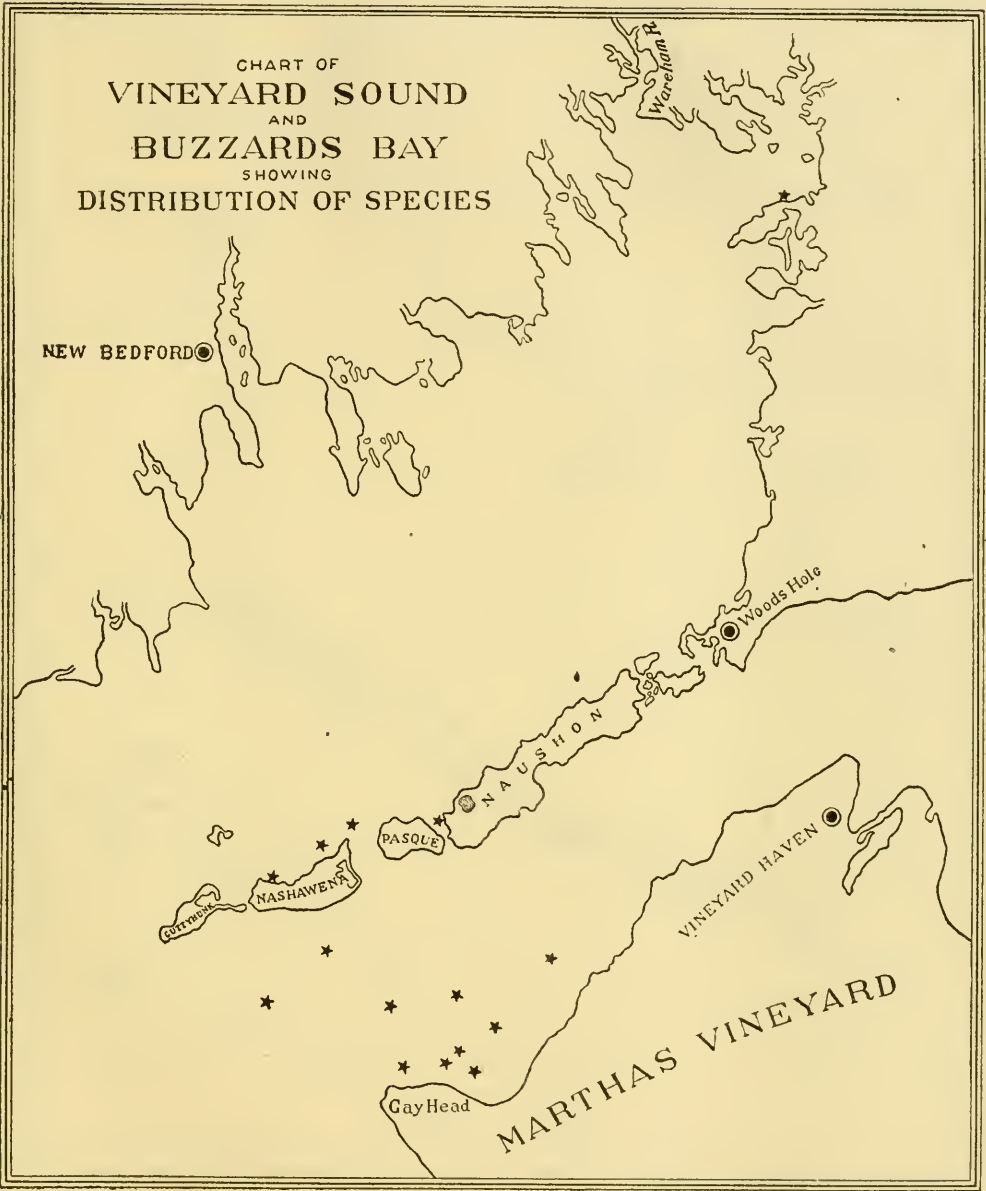 CHART OF
VINEYARD SOUND
AND
BUZZARDS BAY
SHOWING
DISTRIBUTION OF SPECIES
Wareham R.
NEW BEDFORD
Woods Hole
NAUSHON
PASQUE
NASHAWENA
CUTTYHUNK
VINEYARD HAVEN
MARTHAS VINEYARD
Gay Head